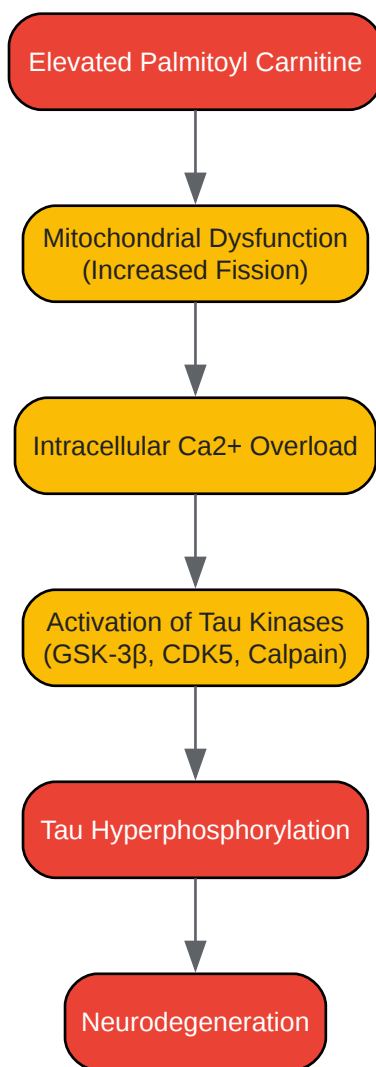 Elevated Palmitoyl Carnitine
Mitochondrial Dysfunction
(Increased Fission)
Intracellular Ca2+ Overload
Activation of Tau Kinases
(GSK-3β, CDK5, Calpain)
Tau Hyperphosphorylation
Neurodegeneration